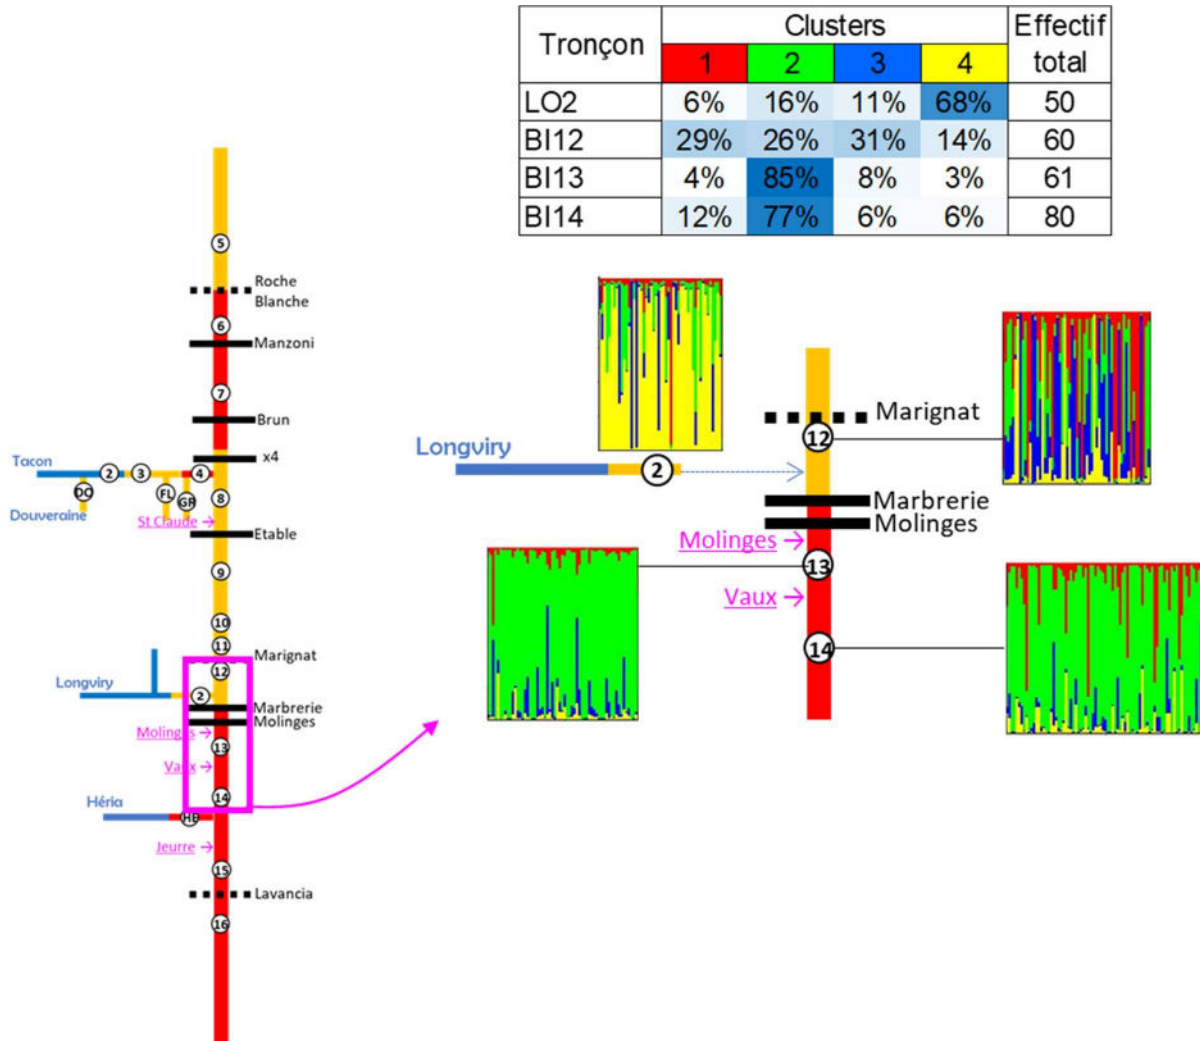 Tronçon Clusters Effectif total
1 2 3 4
LO2 6% 16% 11% 68% 50
BI12 29% 26% 31% 14% 60
BI13 4% 85% 8% 3% 61
BI14 12% 77% 6% 6% 80
5
Roche
Blanche
6
Manzoni
7
Brun
x4
Tacon 2 3 4
DO FL GR 8
Douveraine
St Claude →
Etable
9
10
11
Marignat
12
Longviry 2
Marbrerie
Molinges
Molinges →
13
Vaux →
14
Héria
HE
Jeurre →
15
Lavancia
16
Marignat
12
Longviry
2
Marbrerie
Molinges
Molinges →
13
Vaux →
14